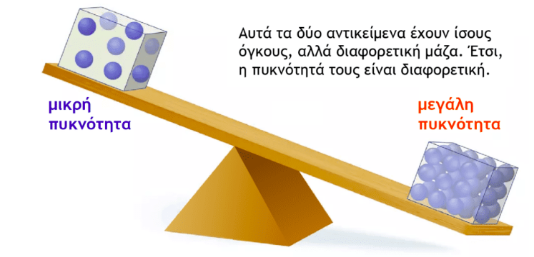 Αυτά τα δύο αντικείμενα έχουν ίσους
όγκους, αλλά διαφορετική μάζα. Έτσι,
η πυκνότητά τους είναι διαφορετική.
μικρή
πυκνότητα
μεγάλη
πυκνότητα